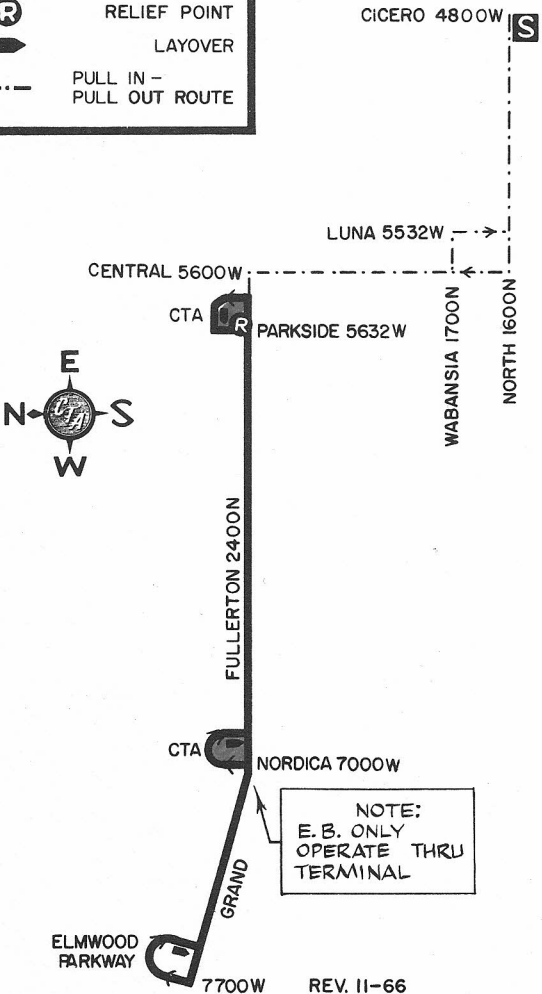 R RELIEF POINT
LAYOVER
PULL IN –
PULL OUT ROUTE
CICERO 4800W
S
LUNA 5532W
CENTRAL 5600W
CTA
R
PARKSIDE 5632W
WABANSIA 1700N
NORTH 1600N
E
N
CTA
S
W
FULLERTON 2400N
CTA
NORDICA 7000W
NOTE:
E.B. ONLY
OPERATE THRU
TERMINAL
GRAND
ELMWOOD
PARKWAY
7700W
REV. 11-66